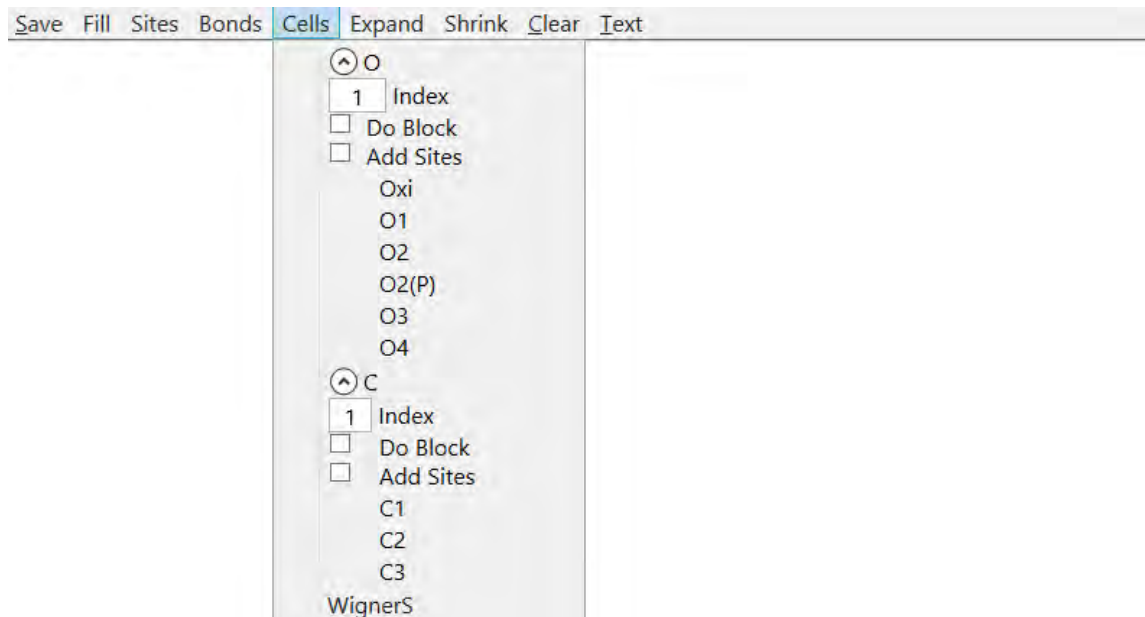 Save Fill Sites Bonds Cells Expand Shrink Clear Text
O
1 Index
Do Block
Add Sites
Oxi
O1
O2
O2(P)
O3
O4
C
1 Index
Do Block
Add Sites
C1
C2
C3
WignerS